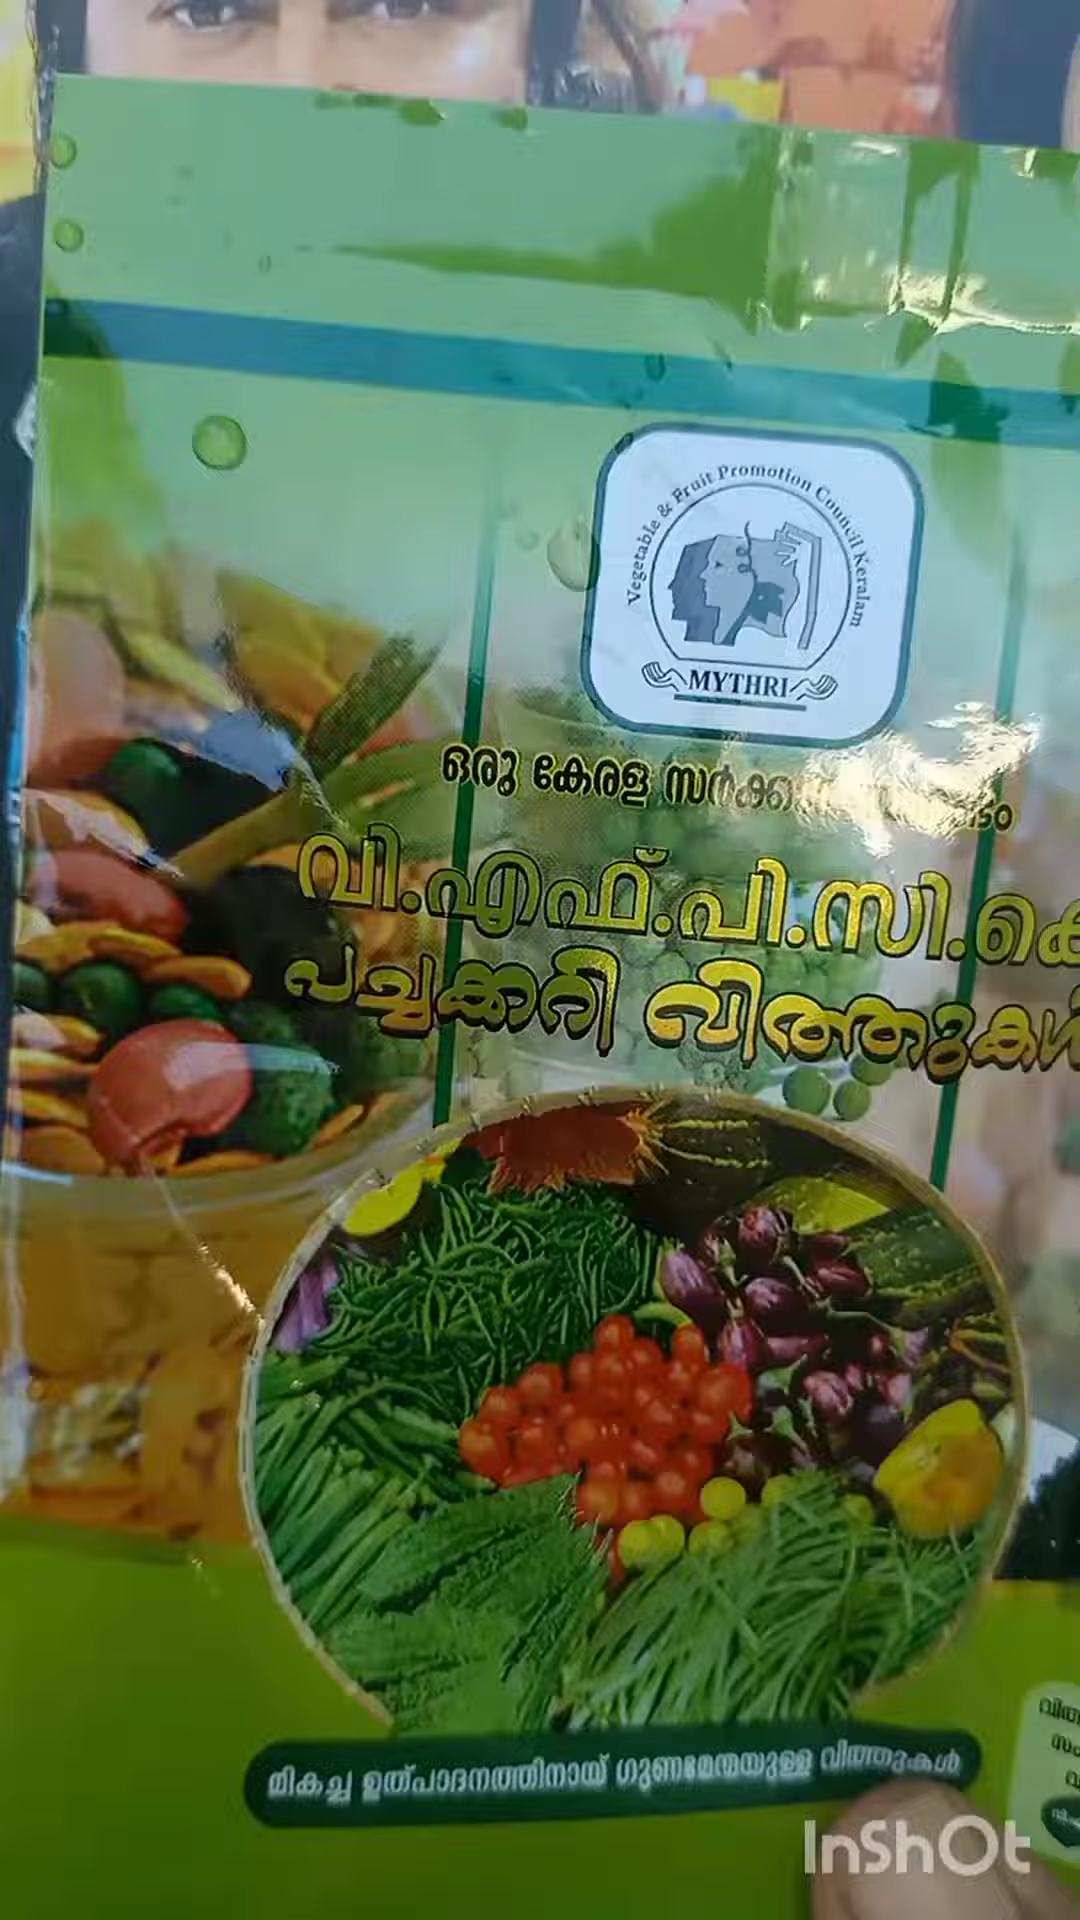 Vegetable & Fruit Promotion Council Keralam
MYTHRI
ഒരു കേരള
വി.എഫ്.പി.സി.കെ
പച്ചക്കറി വിത്തുകൾ
മികച്ച ഉത്പാദനത്തിനായ് ഗുണമേന്മയുള്ള വിത്തുകൾ
InShOt